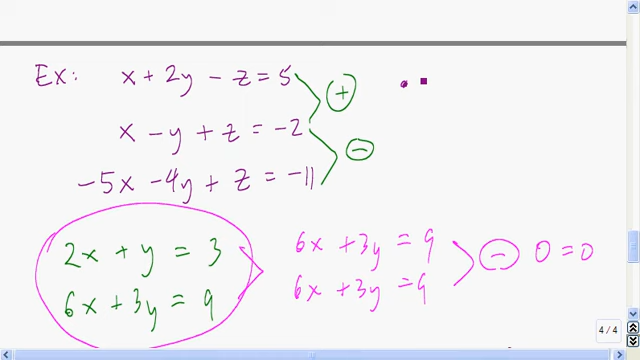 Ex: x + 2y - z = 5
+
x - y + z = -2
-
-5x - 4y + z = -11
2x + y = 3
6x + 3y = 9
6x + 3y = 9
6x + 3y = 9
- 0 = 0
4/4